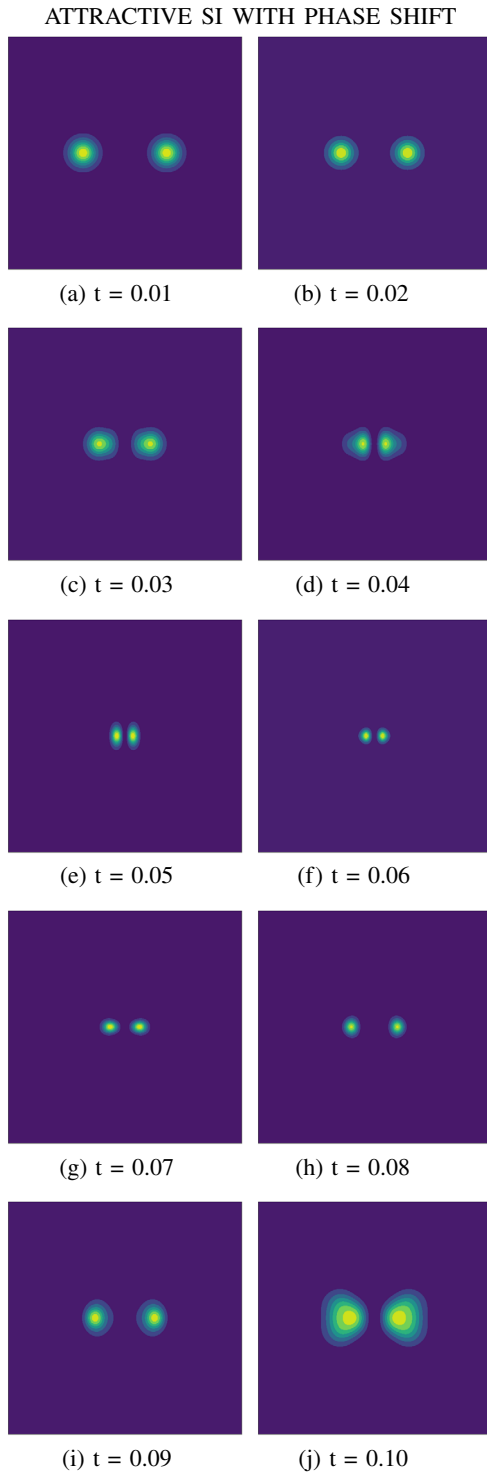 ATTRACTIVE SI WITH PHASE SHIFT
(a) t = 0.01
(b) t = 0.02
(c) t = 0.03
(d) t = 0.04
(e) t = 0.05
(f) t = 0.06
(g) t = 0.07
(h) t = 0.08
(i) t = 0.09
(j) t = 0.10